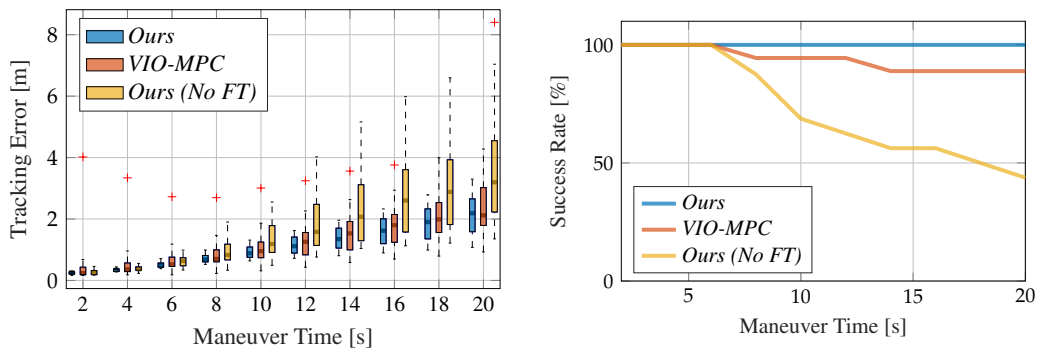 8
6
4
2
0
Tracking Error [m]
Ours
VIO-MPC
Ours (No FT)
2 4 6 8 10 12 14 16 18 20
Maneuver Time [s]
100
50
0
Success Rate [%]
Ours
VIO-MPC
Ours (No FT)
5 10 15 20
Maneuver Time [s]